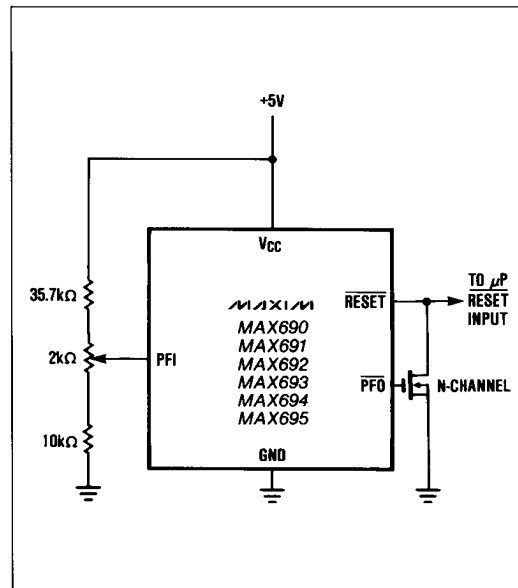 +5V
VCC
35.7kΩ
2kΩ
10kΩ
PFI
MAXIM
MAX690
MAX691
MAX692
MAX693
MAX694
MAX695
GND
RESET
PFO
TO µP
RESET
INPUT
N-CHANNEL